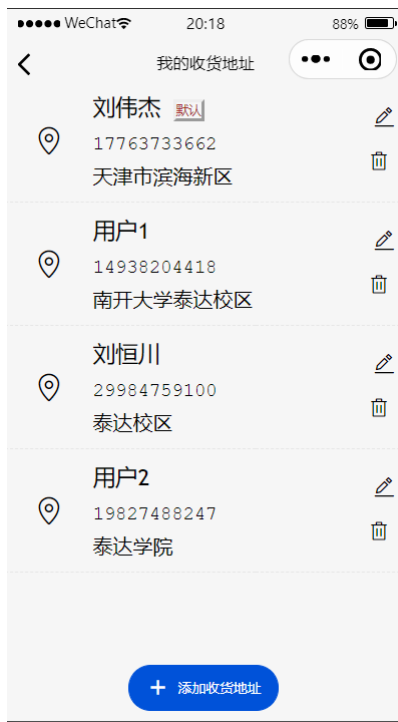 WeChat 20:18 88%
我的收货地址
刘伟杰 默认
17763733662
天津市滨海新区
用户1
14938204418
南开大学泰达校区
刘恒川
29984759100
泰达校区
用户2
19827488247
泰达学院
添加收货地址